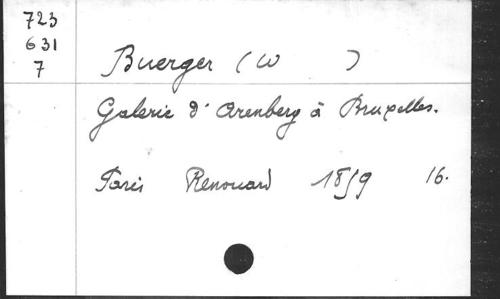 723
631
7
Buerger (W )
Galerie d'Arenberg à Bruxelles.
Paris Renouard 1859 16.